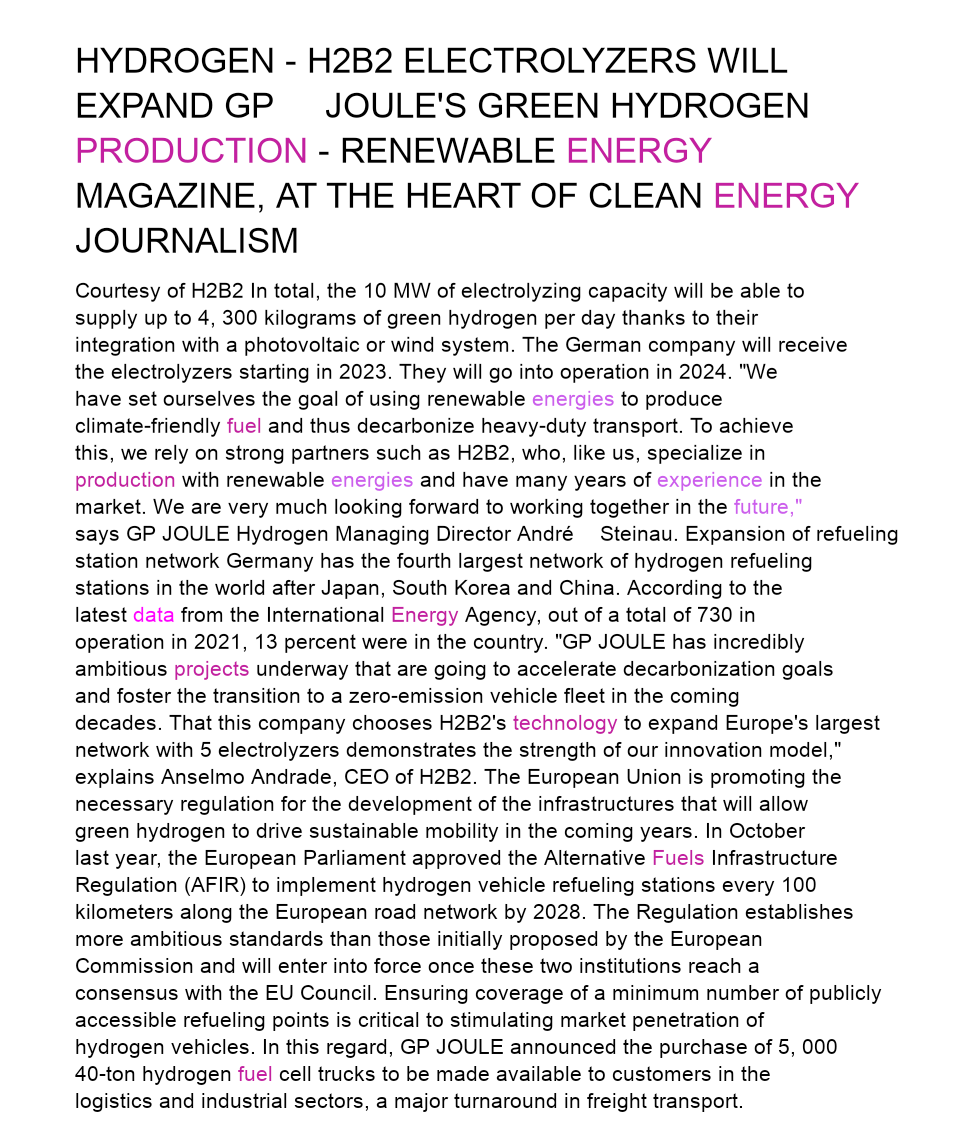 HYDROGEN - H2B2 ELECTROLYZERS WILL
EXPAND GP JOULE'S GREEN HYDROGEN
PRODUCTION - RENEWABLE ENERGY
MAGAZINE, AT THE HEART OF CLEAN ENERGY
JOURNALISM
Courtesy of H2B2 In total, the 10 MW of electrolyzing capacity will be able to
supply up to 4, 300 kilograms of green hydrogen per day thanks to their
integration with a photovoltaic or wind system. The German company will receive
the electrolyzers starting in 2023. They will go into operation in 2024. "We
have set ourselves the goal of using renewable energies to produce
climate-friendly fuel and thus decarbonize heavy-duty transport. To achieve
this, we rely on strong partners such as H2B2, who, like us, specialize in
production with renewable energies and have many years of experience in the
market. We are very much looking forward to working together in the future,"
says GP JOULE Hydrogen Managing Director André Steinau. Expansion of refueling
station network Germany has the fourth largest network of hydrogen refueling
stations in the world after Japan, South Korea and China. According to the
latest data from the International Energy Agency, out of a total of 730 in
operation in 2021, 13 percent were in the country. "GP JOULE has incredibly
ambitious projects underway that are going to accelerate decarbonization goals
and foster the transition to a zero-emission vehicle fleet in the coming
decades. That this company chooses H2B2's technology to expand Europe's largest
network with 5 electrolyzers demonstrates the strength of our innovation model,"
explains Anselmo Andrade, CEO of H2B2. The European Union is promoting the
necessary regulation for the development of the infrastructures that will allow
green hydrogen to drive sustainable mobility in the coming years. In October
last year, the European Parliament approved the Alternative Fuels Infrastructure
Regulation (AFIR) to implement hydrogen vehicle refueling stations every 100
kilometers along the European road network by 2028. The Regulation establishes
more ambitious standards than those initially proposed by the European
Commission and will enter into force once these two institutions reach a
consensus with the EU Council. Ensuring coverage of a minimum number of publicly
accessible refueling points is critical to stimulating market penetration of
hydrogen vehicles. In this regard, GP JOULE announced the purchase of 5, 000
40-ton hydrogen fuel cell trucks to be made available to customers in the
logistics and industrial sectors, a major turnaround in freight transport.